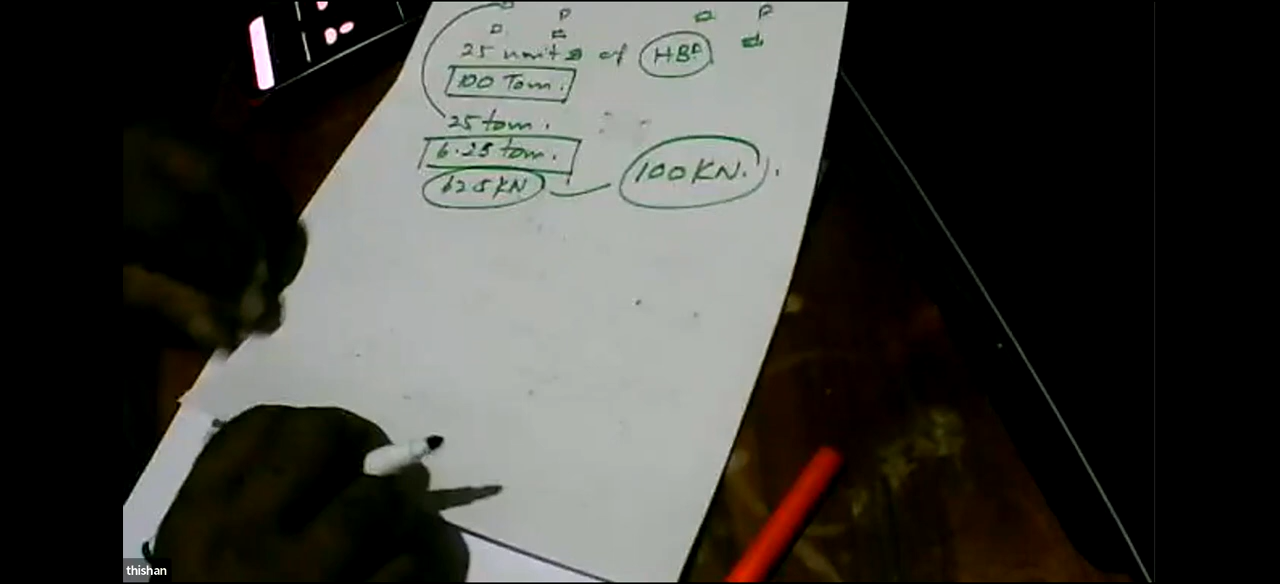 25 units of HB
100 Tom.
25 tom.
6.25 tom.
62.5 KN 100 KN.
thishan